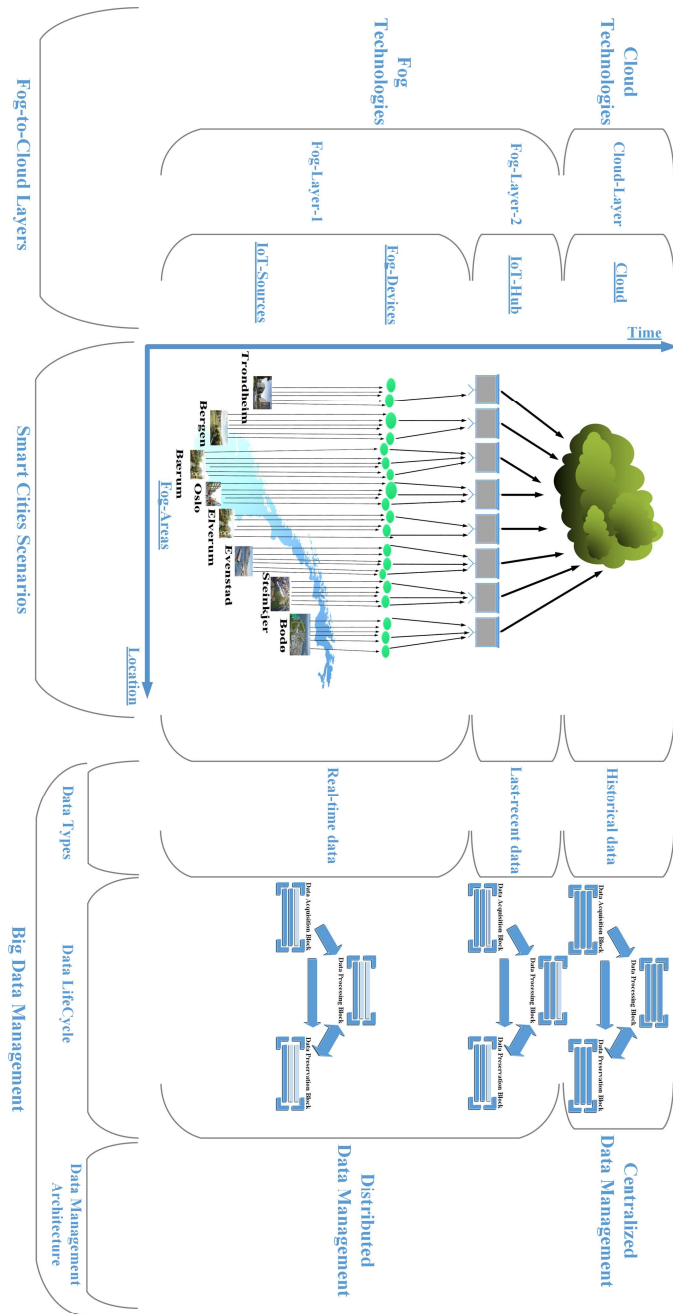 Cloud
Technologies
Cloud-Layer
Cloud
Time
Historical data
Data Acquisition Block
Data Processing Block
Data Preservation Block
Centralized
Data Management
Fog
Technologies
Fog-Layer-2
IoT-Hub
Last-recent data
Data Acquisition Block
Data Processing Block
Data Preservation Block
Fog-Layer-1
Fog-Devices
IoT-Sources
Trondheim
Bergen
Bærum
Oslo
Elverum
Evenstad
Steinkjer
Bodø
Fog-Areas
Location
Real-time data
Data Acquisition Block
Data Processing Block
Data Preservation Block
Distributed
Data Management
Data Types
Data LifeCycle
Data Management
Architecture
Fog-to-Cloud Layers
Smart Cities Scenarios
Big Data Management